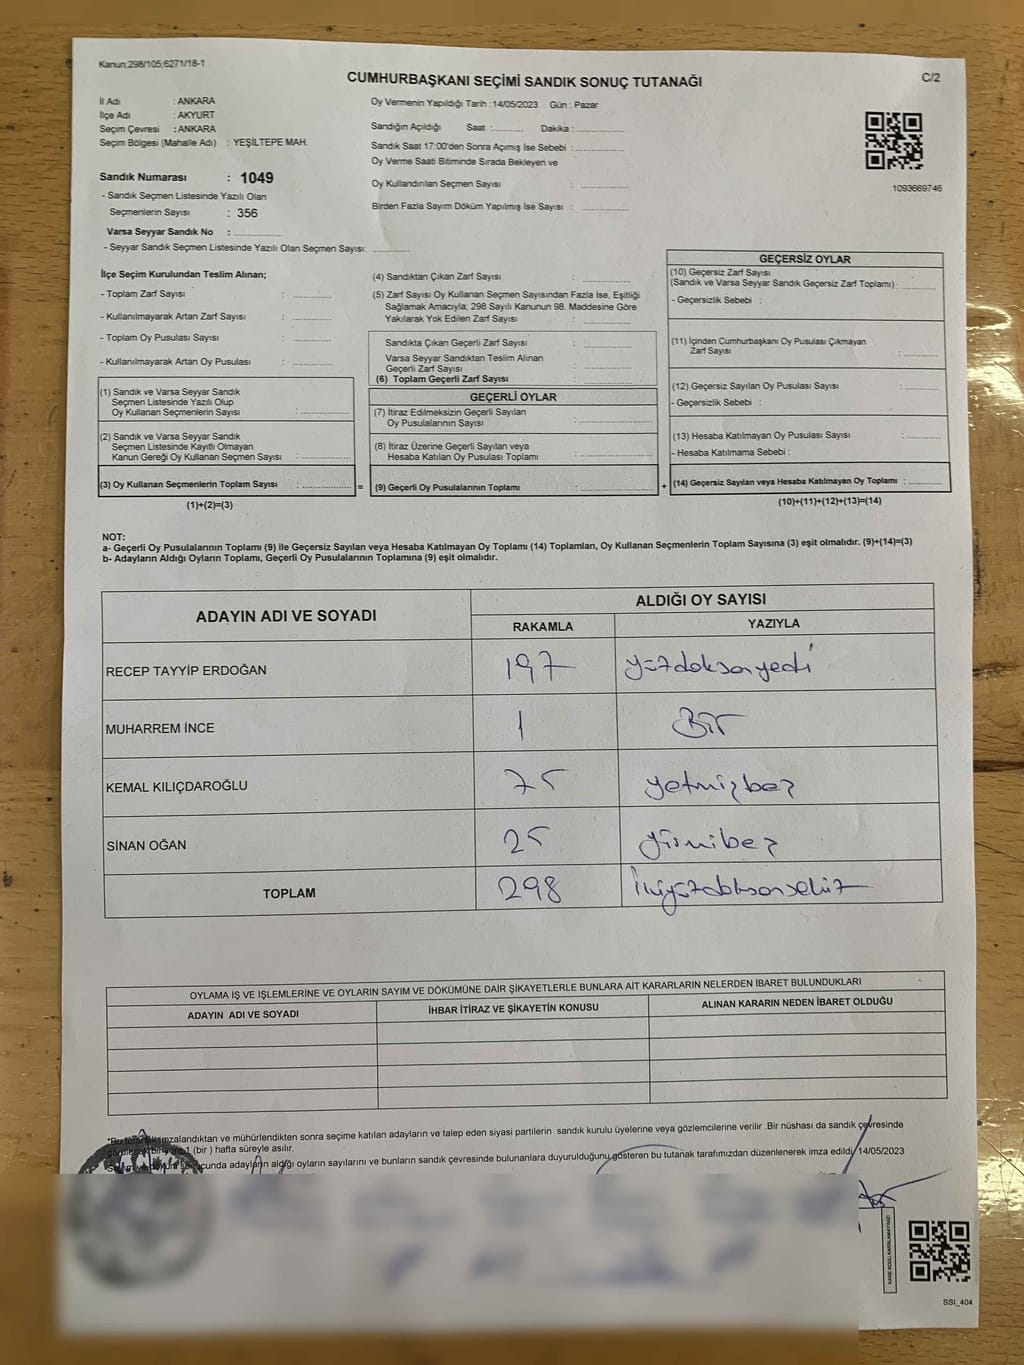 Kanun;298/105;6271/18-1
CUMHURBAŞKANI SEÇİMİ SANDIK SONUÇ TUTANAĞI
C/2
İl Adı : ANKARA
İlçe Adı : AKYURT
Seçim Çevresi : ANKARA
Seçim Bölgesi (Mahalle Adı) : YEŞİLTEPE MAH.
Sandık Numarası : 1049
- Sandık Seçmen Listesinde Yazılı Olan
Seçmenlerin Sayısı : 356
Varsa Seyyar Sandık No :
- Seyyar Sandık Seçmen Listesinde Yazılı Olan Seçmen Sayısı:
Oy Vermenin Yapıldığı Tarih : 14/05/2023 Gün : Pazar
Sandığın Açıldığı Saat : Dakika :
Sandık Saat 17:00'den Sonra Açımış İse Sebebi :
Oy Verme Saati Bitiminde Sırada Bekleyen ve
Oy Kullandırılan Seçmen Sayısı :
Birden Fazla Sayım Döküm Yapılmış İse Sayısı :
1093669746
İlçe Seçim Kurulundan Teslim Alınan;
- Toplam Zarf Sayısı :
- Kullanılmayarak Artan Zarf Sayısı :
- Toplam Oy Pusulası Sayısı :
- Kullanılmayarak Artan Oy Pusulası :
(1) Sandık ve Varsa Seyyar Sandık
Seçmen Listesinde Yazılı Olup
Oy Kullanan Seçmenlerin Sayısı :
(2) Sandık ve Varsa Seyyar Sandık
Seçmen Listesinde Kayıtlı Olmayan
Kanun Gereği Oy Kullanan Seçmen Sayısı :
(3) Oy Kullanan Seçmenlerin Toplam Sayısı :
(1)+(2)=(3)
(4) Sandıktan Çıkan Zarf Sayısı :
(5) Zarf Sayısı Oy Kullanan Seçmen Sayısından Fazla İse, Eşitliği
Sağlamak Amacıyla; 298 Sayılı Kanunun 98. Maddesine Göre
Yakılarak Yok Edilen Zarf Sayısı :
Sandıkta Çıkan Geçerli Zarf Sayısı :
Varsa Seyyar Sandıktan Teslim Alınan
Geçerli Zarf Sayısı :
(6) Toplam Geçerli Zarf Sayısı :
GEÇERLİ OYLAR
(7) İtiraz Edilmeksizin Geçerli Sayılan
Oy Pusulalarının Sayısı :
(8) İtiraz Üzerine Geçerli Sayılan veya
Hesaba Katılan Oy Pusulası Toplamı :
= (9) Geçerli Oy Pusulalarının Toplamı :
GEÇERSİZ OYLAR
(10) Geçersiz Zarf Sayısı
(Sandık ve Varsa Seyyar Sandık Geçersiz Zarf Toplamı) :
- Geçersizlik Sebebi :
(11) İçinden Cumhurbaşkanı Oy Pusulası Çıkmayan
Zarf Sayısı :
(12) Geçersiz Sayılan Oy Pusulası Sayısı :
- Geçersizlik Sebebi :
(13) Hesaba Katılmayan Oy Pusulası Sayısı :
- Hesaba Katılmama Sebebi :
+ (14) Geçersiz Sayılan veya Hesaba Katılmayan Oy Toplamı :
(10)+(11)+(12)+(13)=(14)
NOT:
a- Geçerli Oy Pusulalarının Toplamı (9) ile Geçersiz Sayılan veya Hesaba Katılmayan Oy Toplamı (14) Toplamları, Oy Kullanan Seçmenlerin Toplam Sayısına (3) eşit olmalıdır. (9)+(14)=(3)
b- Adayların Aldığı Oyların Toplamı, Geçerli Oy Pusulalarının Toplamına (9) eşit olmalıdır.
ADAYIN ADI VE SOYADI
ALDIĞI OY SAYISI
RAKAMLA YAZIYLA
RECEP TAYYİP ERDOĞAN 197 yüzdoksanyedi
MUHARREM İNCE 1 Bir
KEMAL KILIÇDAROĞLU 75 yetmişbeş
SİNAN OĞAN 25 yirmibeş
TOPLAM 298 ikiyüzdoksansekiz
OYLAMA İŞ VE İŞLEMLERİNE VE OYLARIN SAYIM VE DÖKÜMÜNE DAİR ŞİKAYETLERLE BUNLARA AİT KARARLARIN NELERDEN İBARET BULUNDUKLARI
ADAYIN ADI VE SOYADI İHBAR İTİRAZ VE ŞİKAYETİN KONUSU ALINAN KARARIN NEDEN İBARET OLDUĞU
*Bu tutanak imzalandıktan ve mühürlendikten sonra seçime katılan adayların ve talep eden siyasi partilerin sandık kurulu üyelerine veya gözlemcilerine verilir. Bir nüshası da sandık çevresinde
1 (bir ) hafta süreyle asılır.
adayların aldığı oyların sayılarını ve bunların sandık çevresinde bulunanlara duyurulduğunu gösteren bu tutanak tarafımızdan düzenlenerek imza edildi. 14/05/2023
SSI_404